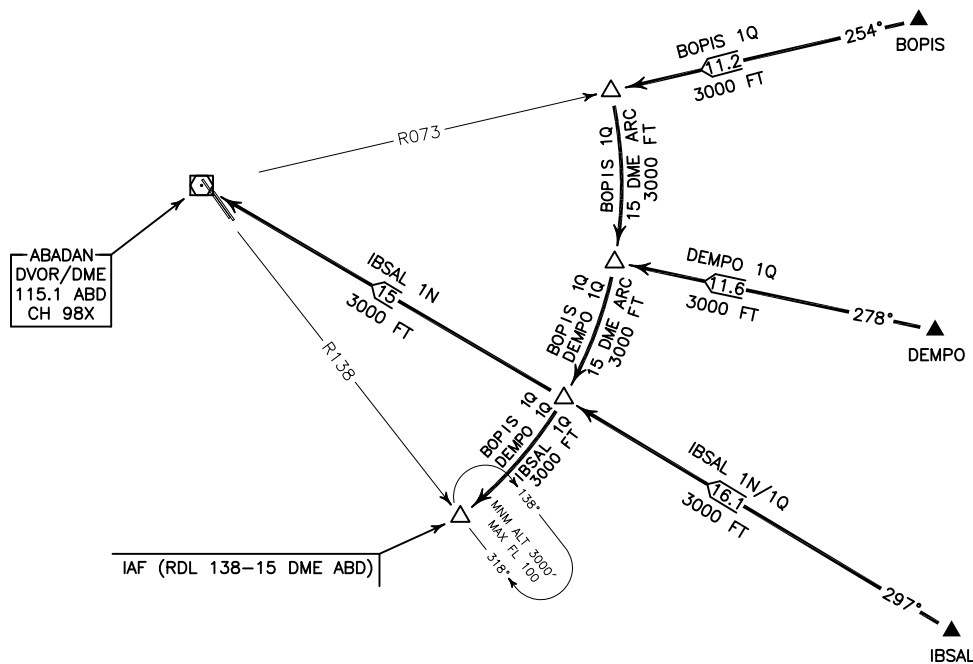 BOPIS 1Q
11.2
3000 FT
254°
BOPIS
R073
BOPIS 1Q
15 DME ARC
3000 FT
ABADAN
DVOR/DME
115.1 ABD
CH 98X
IBSAL 1N
15
3000 FT
DEMPO 1Q
11.6
3000 FT
278°
DEMPO
BOPIS 1Q
DEMPO 1Q
15 DME ARC
3000 FT
R138
BOPIS 1Q
DEMPO 1Q
IBSAL 1Q
3000 FT
IBSAL 1N/1Q
16.1
3000 FT
297°
IBSAL
138°
MNM ALT 3000´
MAX FL 100
318°
IAF (RDL 138-15 DME ABD)